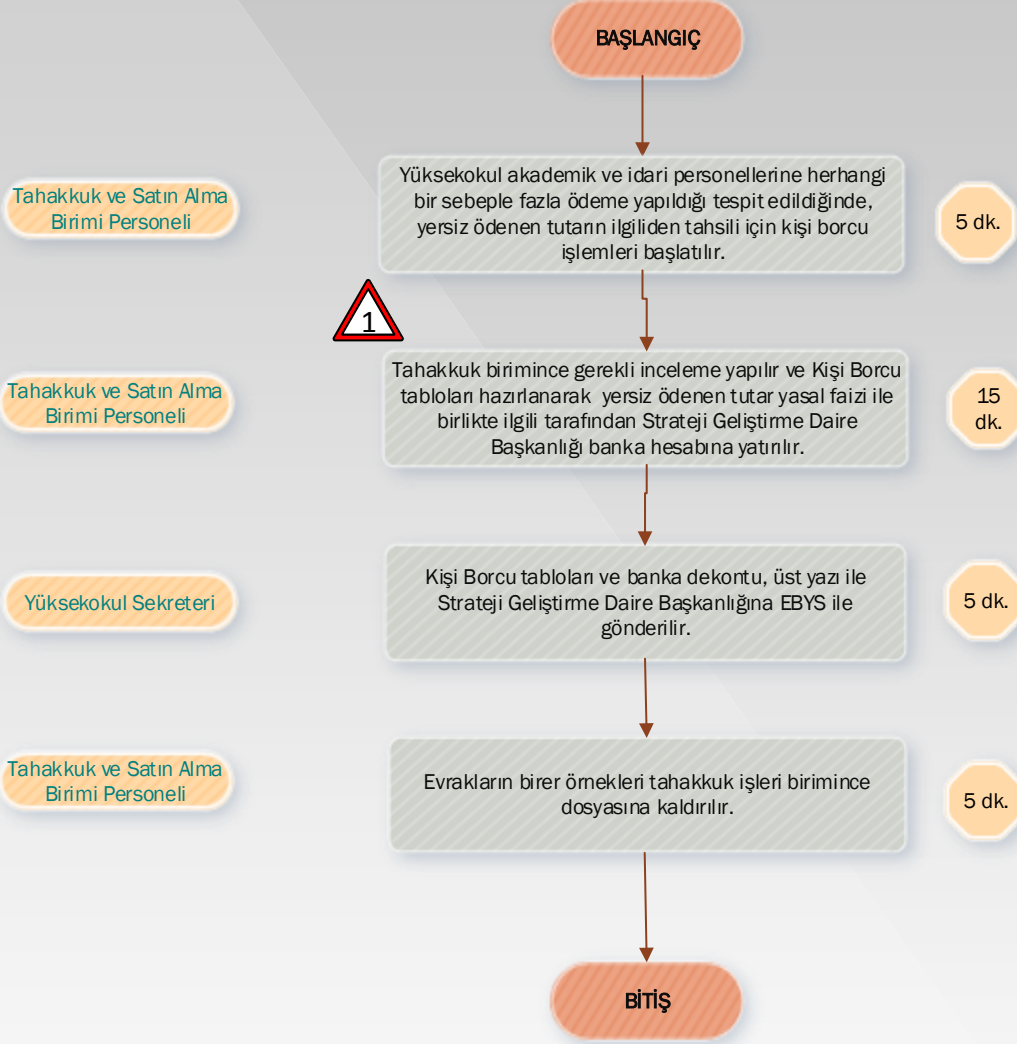 BAŞLANGIÇ
Tahakkuk ve Satın Alma
Birimi Personeli
Yüksekokul akademik ve idari personellerine herhangi
bir sebeple fazla ödeme yapıldığı tespit edildiğinde,
yersiz ödenen tutarın ilgiliden tahsili için kişi borcu
işlemleri başlatılır.
5 dk.
1
Tahakkuk ve Satın Alma
Birimi Personeli
Tahakkuk birimince gerekli inceleme yapılır ve Kişi Borcu
tabloları hazırlanarak yersiz ödenen tutar yasal faizi ile
birlikte ilgili tarafından Strateji Geliştirme Daire
Başkanlığı banka hesabına yatırılır.
15
dk.
Yüksekokul Sekreteri
Kişi Borcu tabloları ve banka dekontu, üst yazı ile
Strateji Geliştirme Daire Başkanlığına EBYS ile
gönderilir.
5 dk.
Tahakkuk ve Satın Alma
Birimi Personeli
Evrakların birer örnekleri tahakkuk işleri birimince
dosyasına kaldırılır.
5 dk.
BİTİŞ